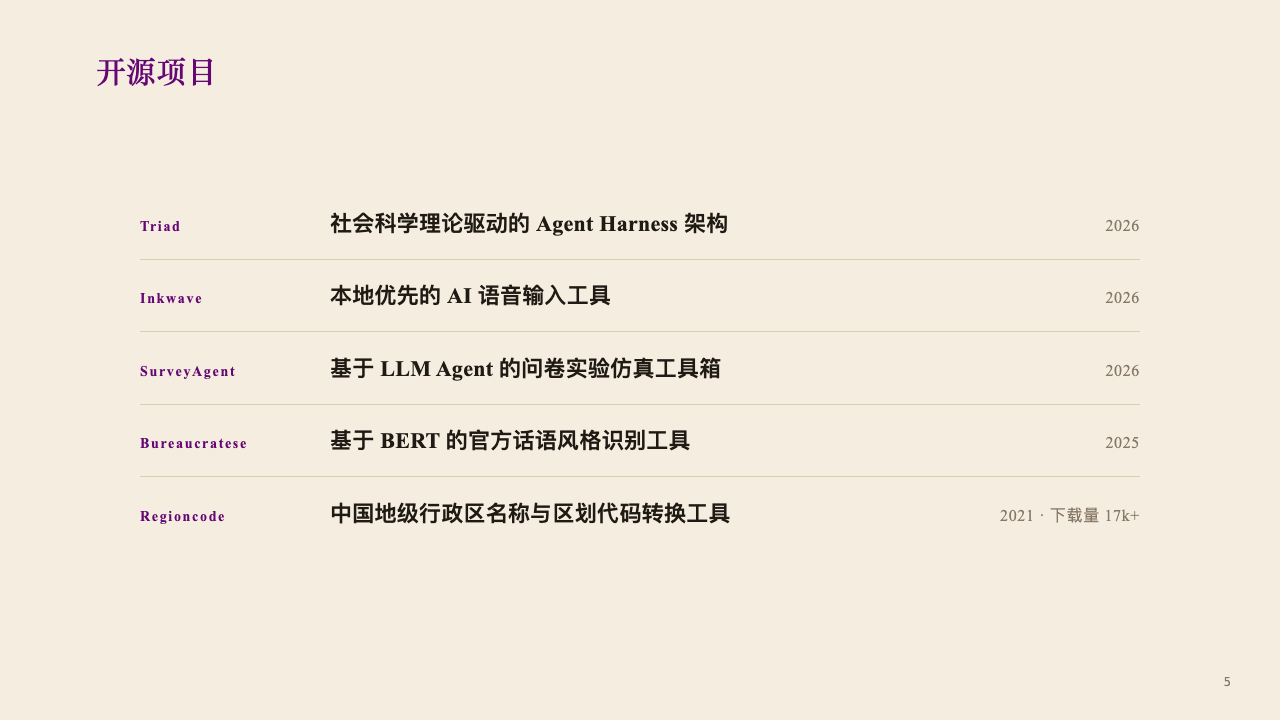 开源项目
Triad 社会科学理论驱动的 Agent Harness 架构 2026
Inkwave 本地优先的 AI 语音输入工具 2026
SurveyAgent 基于 LLM Agent 的问卷实验仿真工具箱 2026
Bureaucratese 基于 BERT 的官方话语风格识别工具 2025
Regioncode 中国地级行政区名称与区划代码转换工具 2021 · 下载量 17k+
5